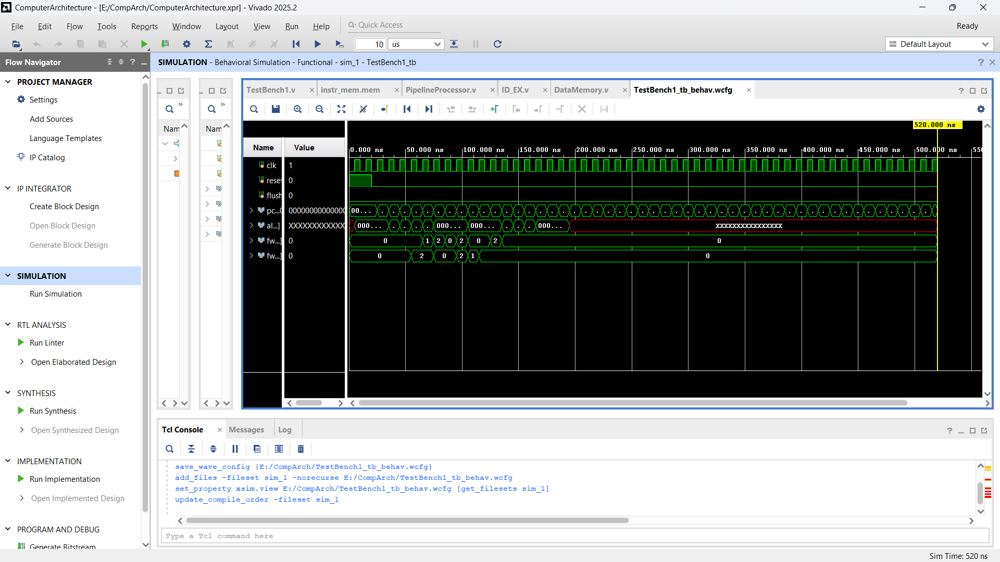 ComputerArchitecture - [E:/CompArch/ComputerArchitecture.xpr] - Vivado 2025.2
File Edit Flow Tools Reports Window Layout View Run Help Quick Access Ready
10 us Default Layout
Flow Navigator
SIMULATION - Behavioral Simulation - Functional - sim_1 - TestBench1_tb
PROJECT MANAGER
Settings
Add Sources
Language Templates
IP Catalog
IP INTEGRATOR
Create Block Design
Open Block Design
Generate Block Design
SIMULATION
Run Simulation
RTL ANALYSIS
Run Linter
Open Elaborated Design
SYNTHESIS
Run Synthesis
Open Synthesized Design
IMPLEMENTATION
Run Implementation
Open Implemented Design
PROGRAM AND DEBUG
Generate Bitstream
Nam
Nam
TestBench1.v instr_mem.mem PipelineProcessor.v ID_EX.v DataMemory.v TestBench1_tb_behav.wcfg
520.000 ns
Name Value
0.000 ns 50.000 ns 100.000 ns 150.000 ns 200.000 ns 250.000 ns 300.000 ns 350.000 ns 400.000 ns 450.000 ns 500.000 ns 550
clk 1
rese 0
flush 0
pc... 0000000000000 00...
al...] XXXXXXXXXXXX 000... 000... 000... 000... XXXXXXXXXXXXXXXX
fw...] 0 0 1 2 0 2 0 2 0
fw...] 0 0 2 0 2 1 0
Tcl Console Messages Log
save_wave_config {E:/CompArch/TestBench1_tb_behav.wcfg}
add_files -fileset sim_1 -norecurse E:/CompArch/TestBench1_tb_behav.wcfg
set_property xsim.view E:/CompArch/TestBench1_tb_behav.wcfg [get_filesets sim_1]
update_compile_order -fileset sim_1
Type a Tcl command here
Sim Time: 520 ns